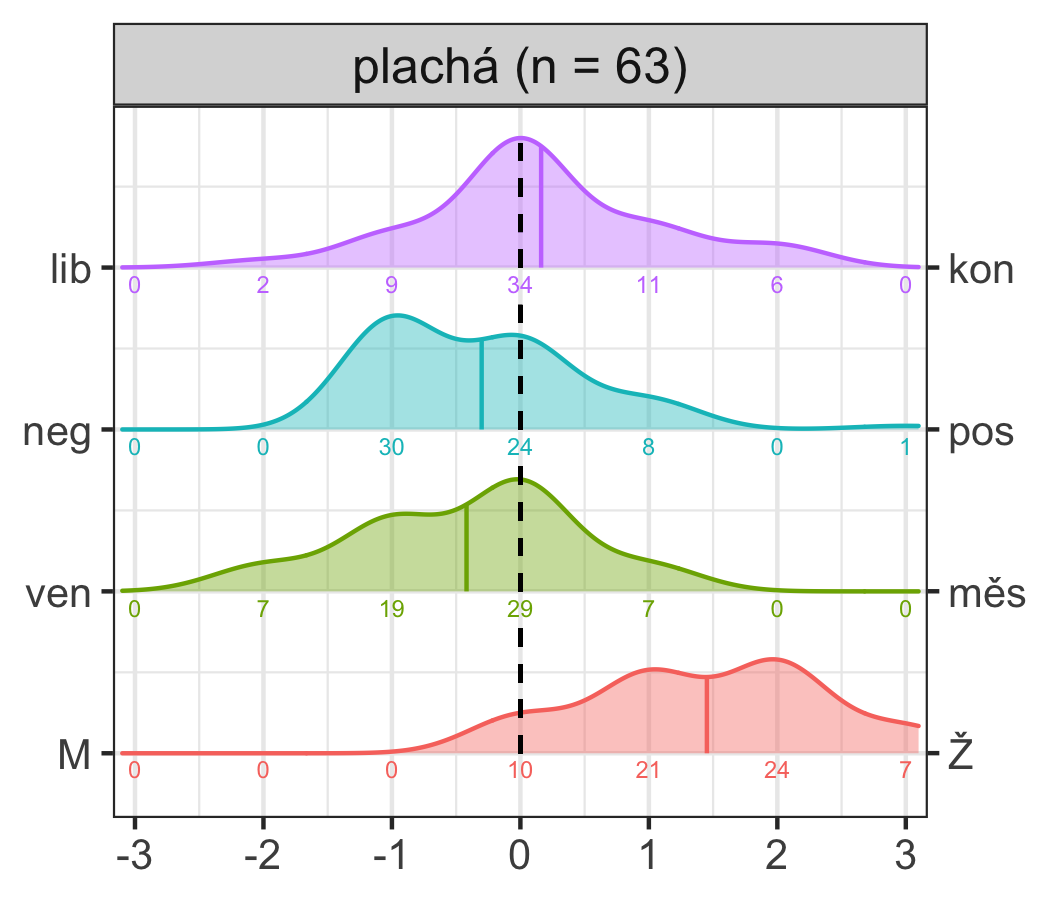 plachá (n = 63)
lib kon
0 2 9 34 11 6 0
neg pos
0 0 30 24 8 0 1
ven měs
0 7 19 29 7 0 0
M Ž
0 0 0 10 21 24 7
-3 -2 -1 0 1 2 3